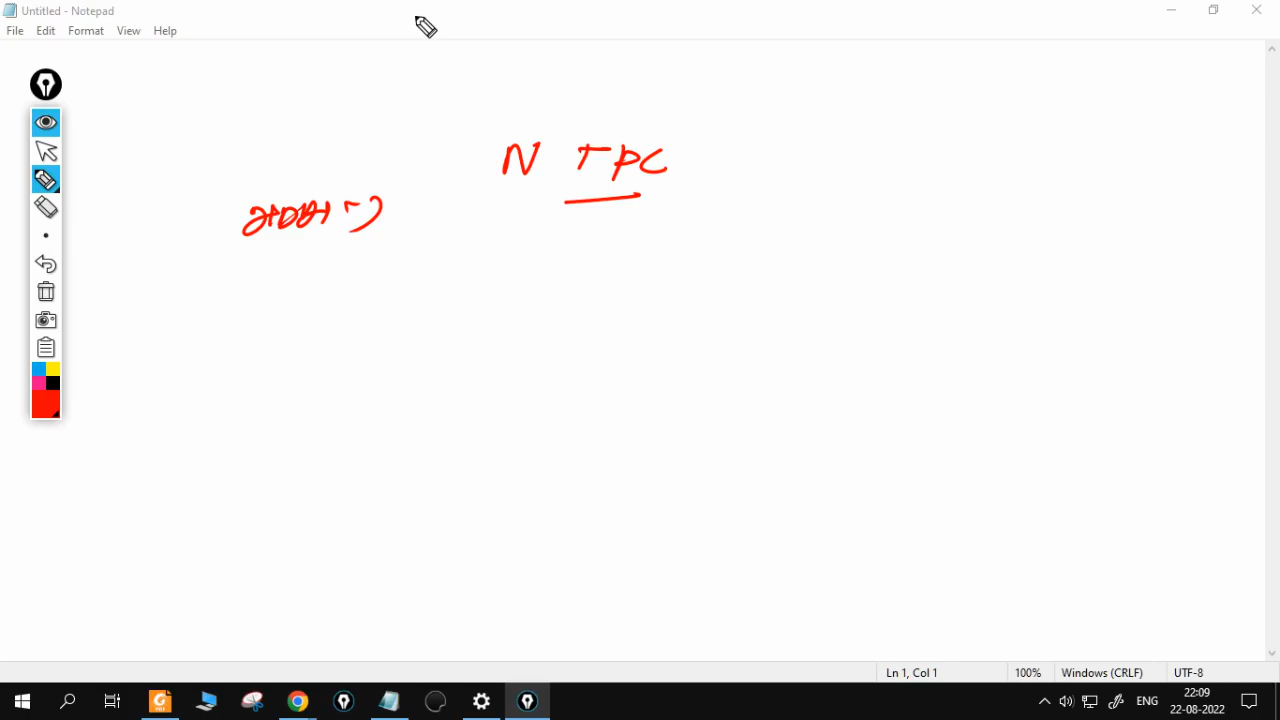 Untitled - Notepad
File Edit Format View Help
N TPC
Ln 1, Col 1 100% Windows (CRLF) UTF-8
ENG 22:09
22-08-2022